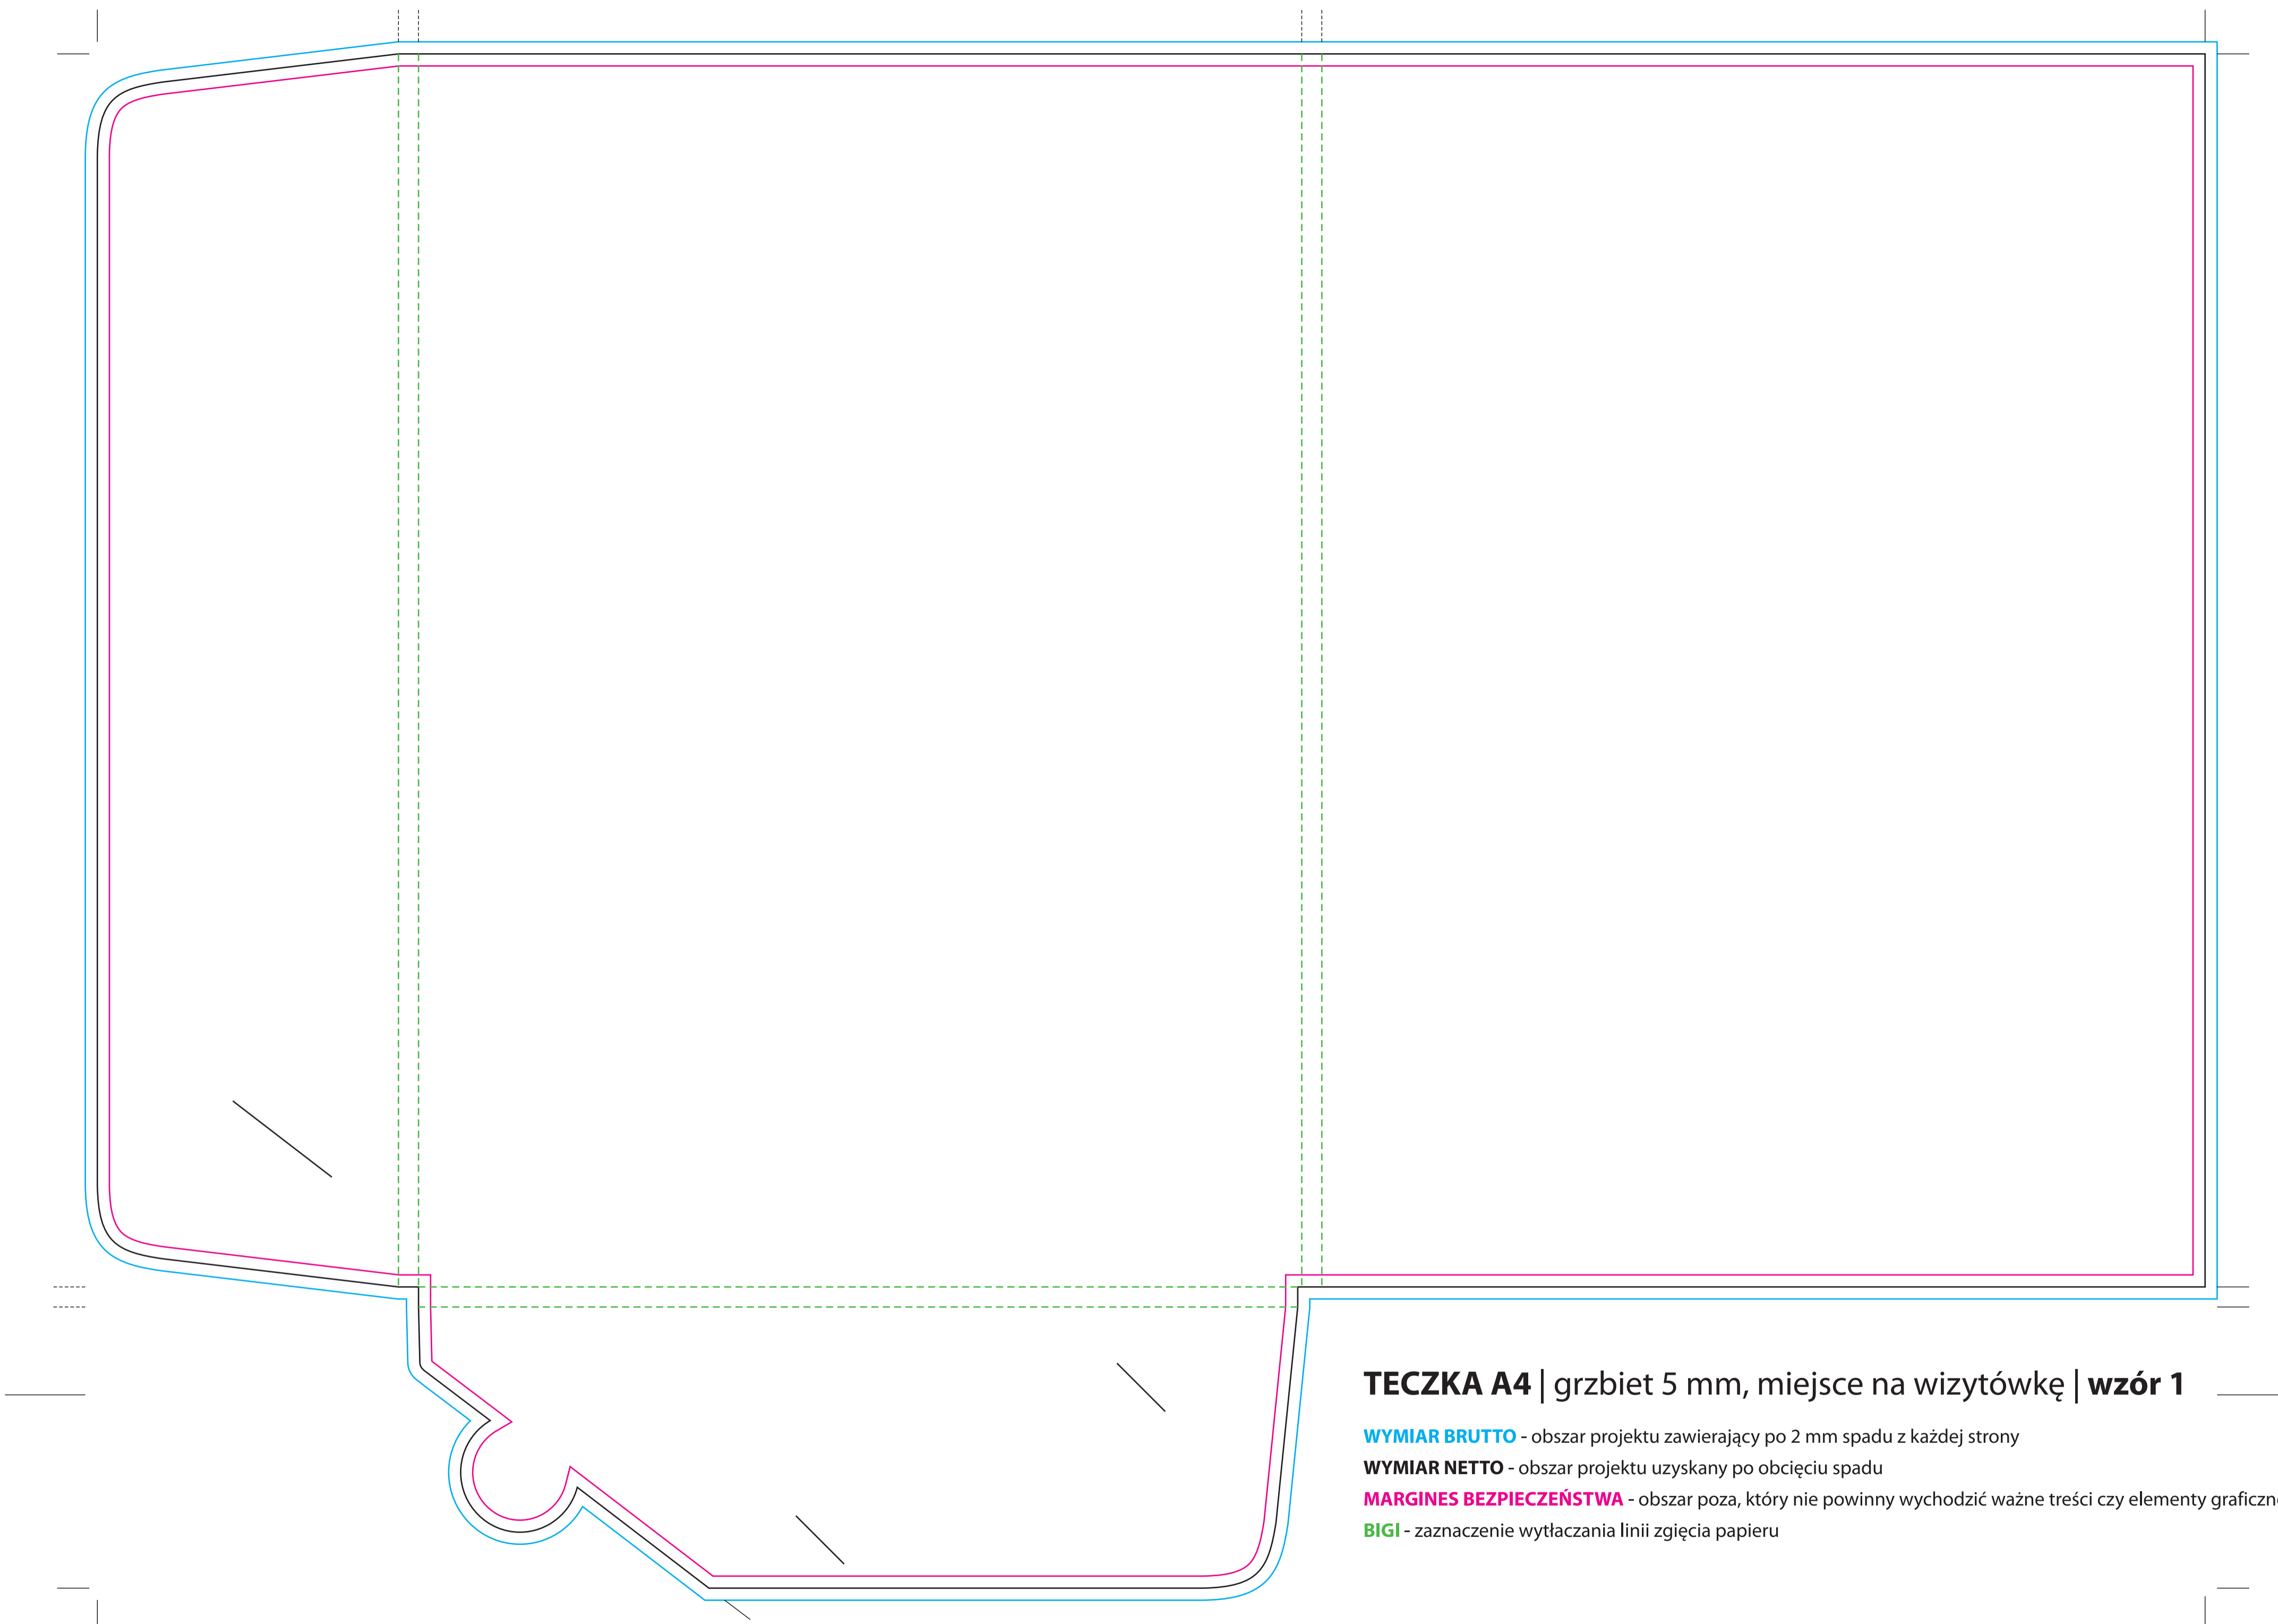 TECZKA A4 | grzbiet 5 mm, miejsce na wizytówkę | wzór 1
WYMIAR BRUTTO - obszar projektu zawierający po 2 mm spadu z każdej strony
WYMIAR NETTO - obszar projektu uzyskany po obcięciu spadu
MARGINES BEZPIECZEŃSTWA - obszar poza, który nie powinny wychodzić ważne treści czy elementy graficzn
BIGI - zaznaczenie wytłaczania linii zgięcia papieru